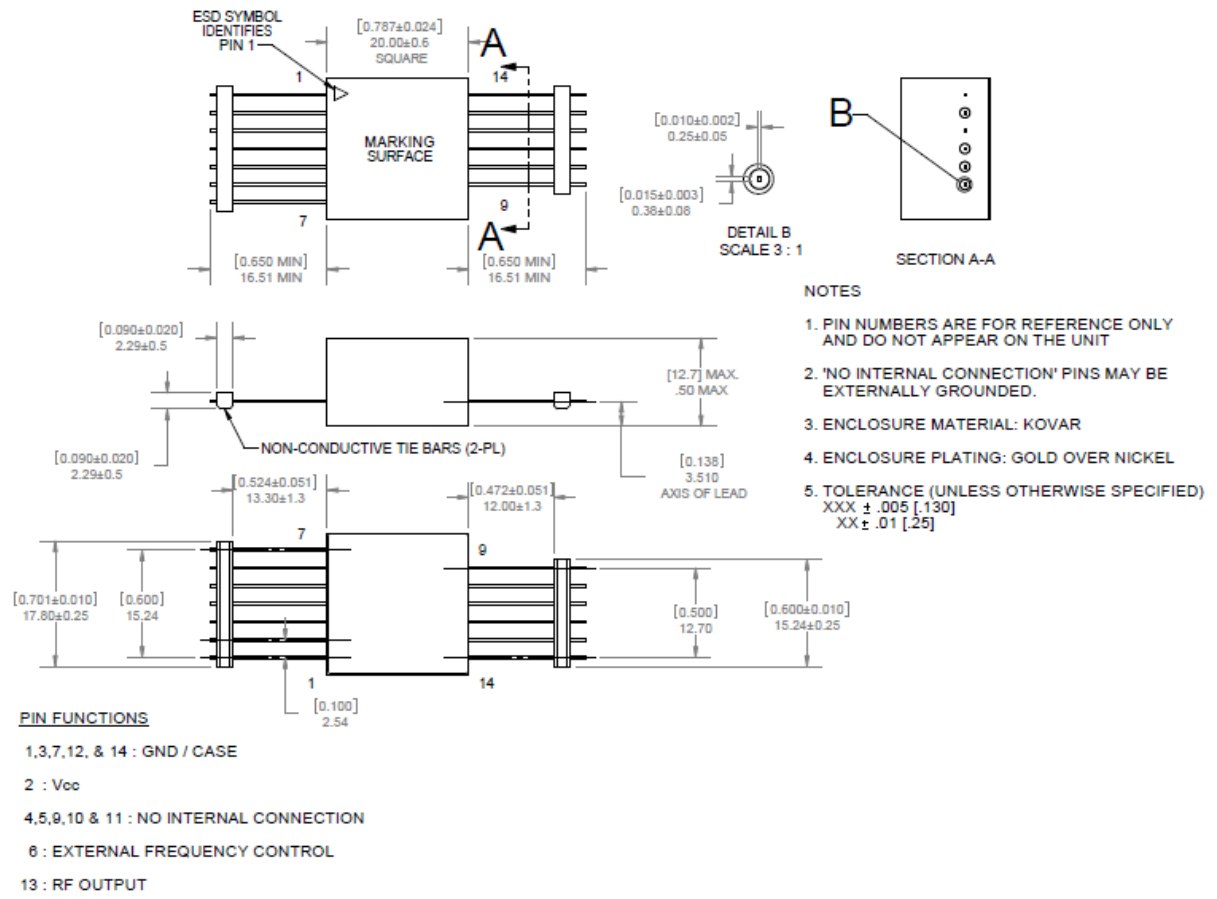 ESD SYMBOL
IDENTIFIES
PIN 1
[0.787±0.024]
20.00±0.6
SQUARE
A
1
14
MARKING
SURFACE
7
9
A
[0.650 MIN]
16.51 MIN
[0.650 MIN]
16.51 MIN
[0.010±0.002]
0.25±0.05
[0.015±0.003]
0.38±0.08
DETAIL B
SCALE 3 : 1
B
SECTION A-A
[0.090±0.020]
2.29±0.5
[12.7] MAX.
.50 MAX
NON-CONDUCTIVE TIE BARS (2-PL)
[0.090±0.020]
2.29±0.5
[0.138]
3.510
AXIS OF LEAD
[0.524±0.051]
13.30±1.3
[0.472±0.051]
12.00±1.3
7
9
[0.701±0.010]
17.80±0.25
[0.600]
15.24
[0.500]
12.70
[0.600±0.010]
15.24±0.25
1
14
[0.100]
2.54
NOTES
1. PIN NUMBERS ARE FOR REFERENCE ONLY
AND DO NOT APPEAR ON THE UNIT
2. 'NO INTERNAL CONNECTION' PINS MAY BE
EXTERNALLY GROUNDED.
3. ENCLOSURE MATERIAL: KOVAR
4. ENCLOSURE PLATING: GOLD OVER NICKEL
5. TOLERANCE (UNLESS OTHERWISE SPECIFIED)
XXX ± .005 [.130]
XX ± .01 [.25]
PIN FUNCTIONS
1,3,7,12, & 14 : GND / CASE
2 : Vcc
4,5,9,10 & 11 : NO INTERNAL CONNECTION
6 : EXTERNAL FREQUENCY CONTROL
13 : RF OUTPUT